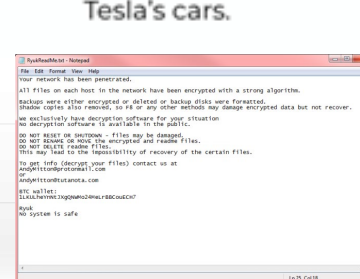 Tesla's cars.
RyukReadMe.txt - Notepad
File Edit Format View Help
Your network has been penetrated.
All files on each host in the network have been encrypted with a strong algorithm.
Backups were either encrypted or deleted or backup disks were formatted.
Shadow copies also removed, so F8 or any other methods may damage encrypted data but not recover.
We exclusively have decryption software for your situation
No decryption software is available in the public.
DO NOT RESET OR SHUTDOWN - files may be damaged.
DO NOT RENAME OR MOVE the encrypted and readme files.
DO NOT DELETE readme files.
This may lead to the impossibility of recovery of the certain files.
To get info (decrypt your files) contact us at
AndyMitton@protonmail.com
or
AndyMitton@tutanota.com
BTC wallet:
Ryuk
No system is safe
Ln 25, Col 18